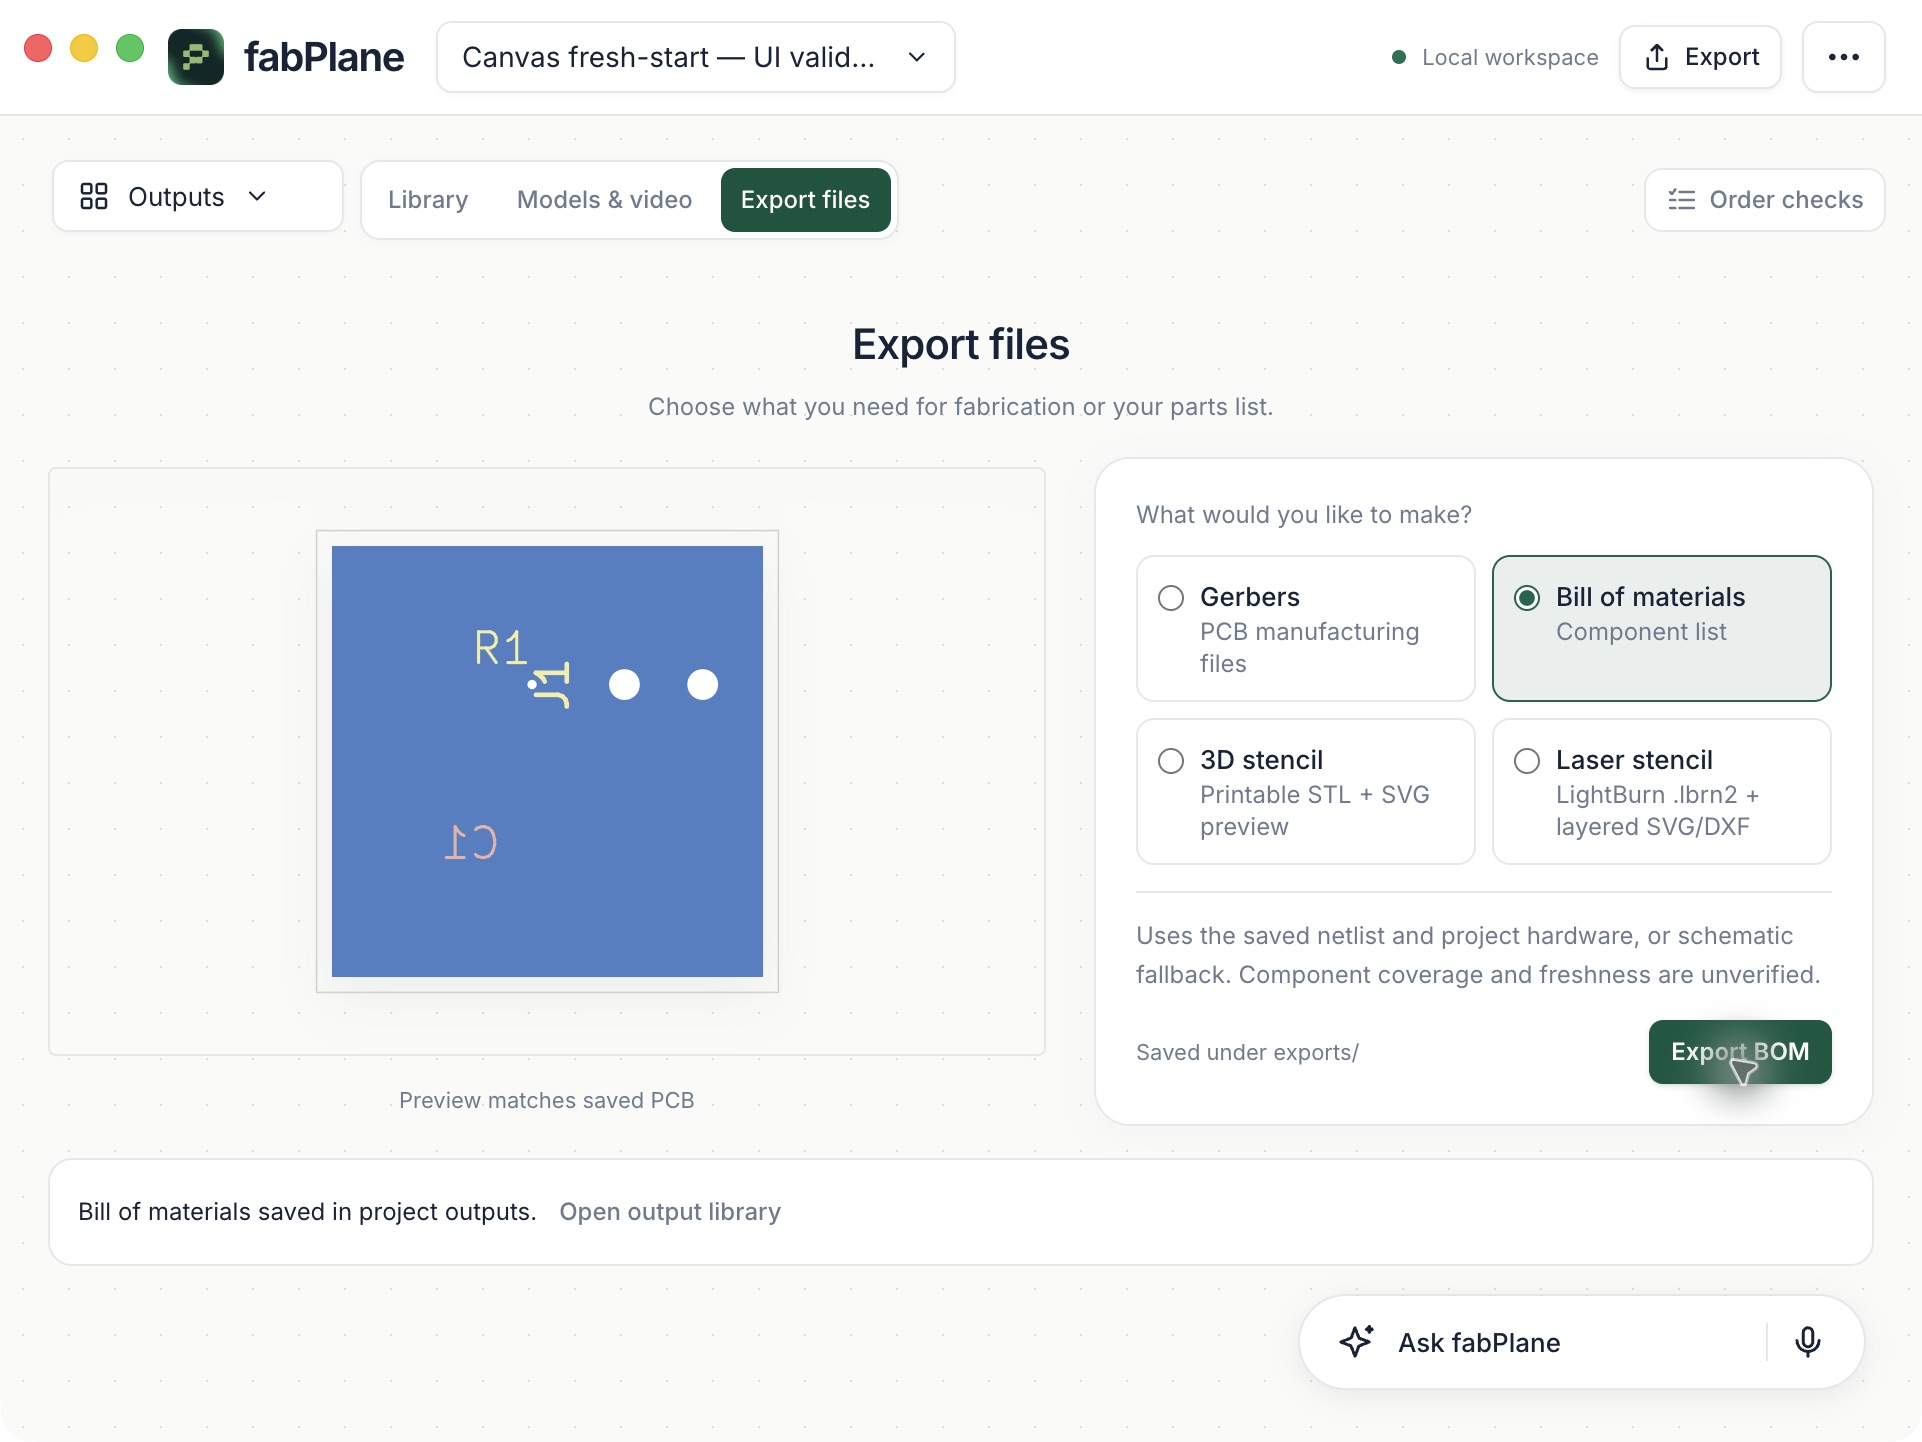 fabPlane
Canvas fresh-start — UI valid...
Local workspace
Export
Outputs
Library
Models & video
Export files
Order checks
Export files
Choose what you need for fabrication or your parts list.
R1
J1
C1
Preview matches saved PCB
What would you like to make?
Gerbers
PCB manufacturing
files
Bill of materials
Component list
3D stencil
Printable STL + SVG
preview
Laser stencil
LightBurn .lbrn2 +
layered SVG/DXF
Uses the saved netlist and project hardware, or schematic
fallback. Component coverage and freshness are unverified.
Saved under exports/
Export BOM
Bill of materials saved in project outputs.
Open output library
Ask fabPlane